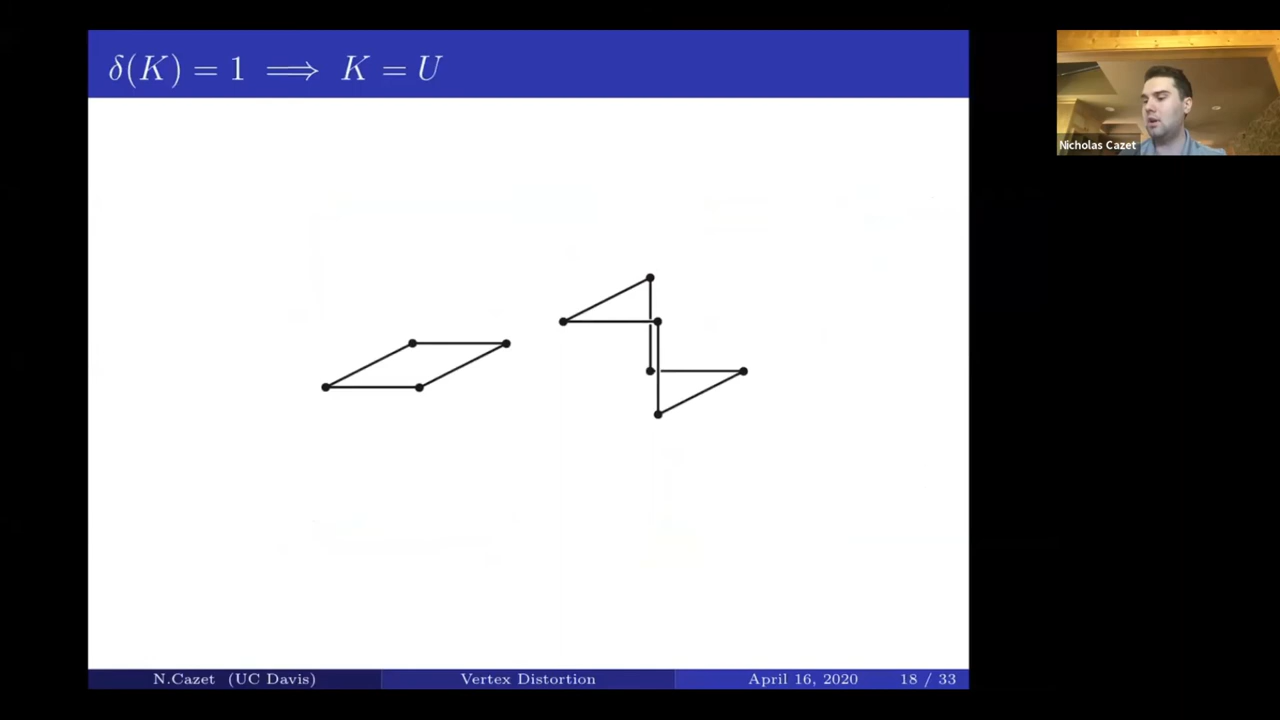 δ(K) = 1 ⟹ K = U
Nicholas Cazet
N.Cazet (UC Davis) Vertex Distortion April 16, 2020 18 / 33